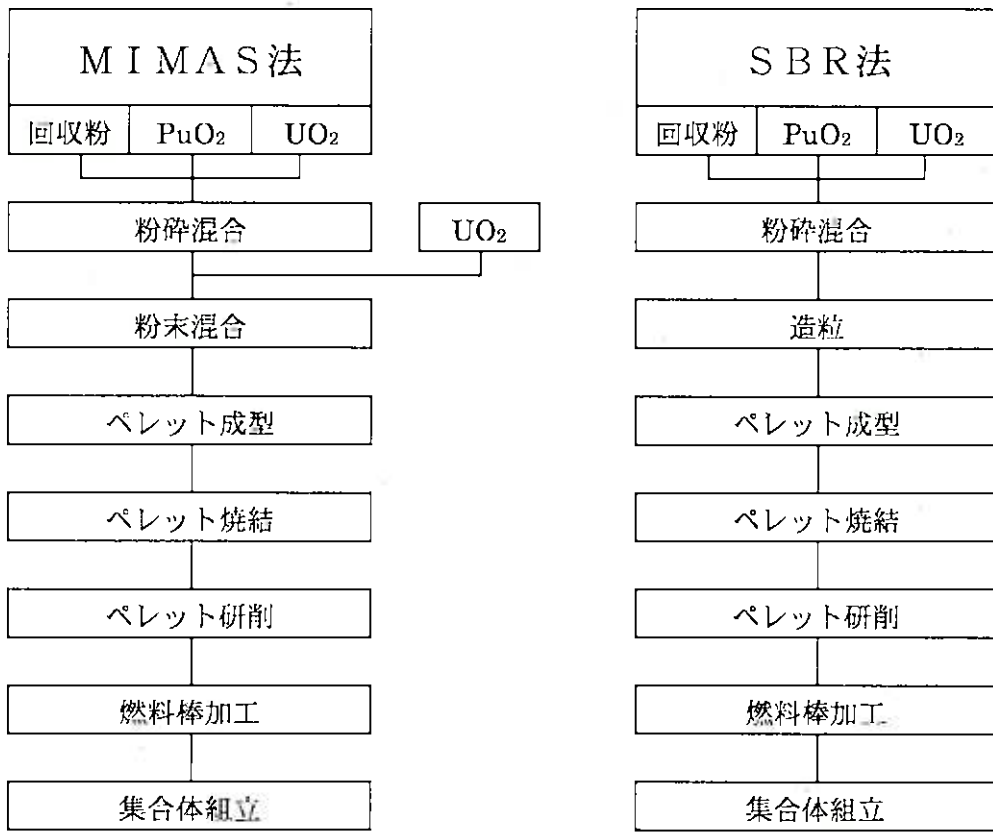 MIMAS法
回収粉 PuO₂ UO₂
粉砕混合
UO₂
粉末混合
ペレット成型
ペレット焼結
ペレット研削
燃料棒加工
集合体組立
SBR法
回収粉 PuO₂ UO₂
粉砕混合
造粒
ペレット成型
ペレット焼結
ペレット研削
燃料棒加工
集合体組立